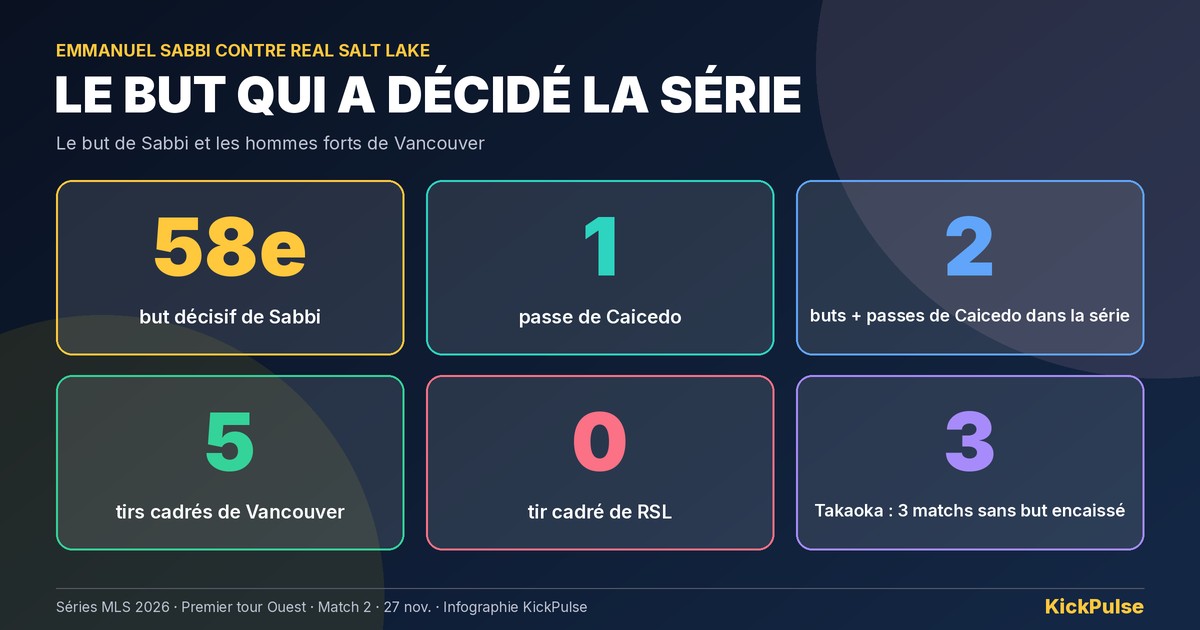 EMMANUEL SABBI CONTRE REAL SALT LAKE
LE BUT QUI A DÉCIDÉ LA SÉRIE
Le but de Sabbi et les hommes forts de Vancouver
58e
but décisif de Sabbi
1
passe de Caicedo
2
buts + passes de Caicedo dans la série
5
tirs cadrés de Vancouver
0
tir cadré de RSL
3
Takaoka : 3 matchs sans but encaissé
Séries MLS 2026 · Premier tour Ouest · Match 2 · 27 nov. · Infographie KickPulse
KickPulse